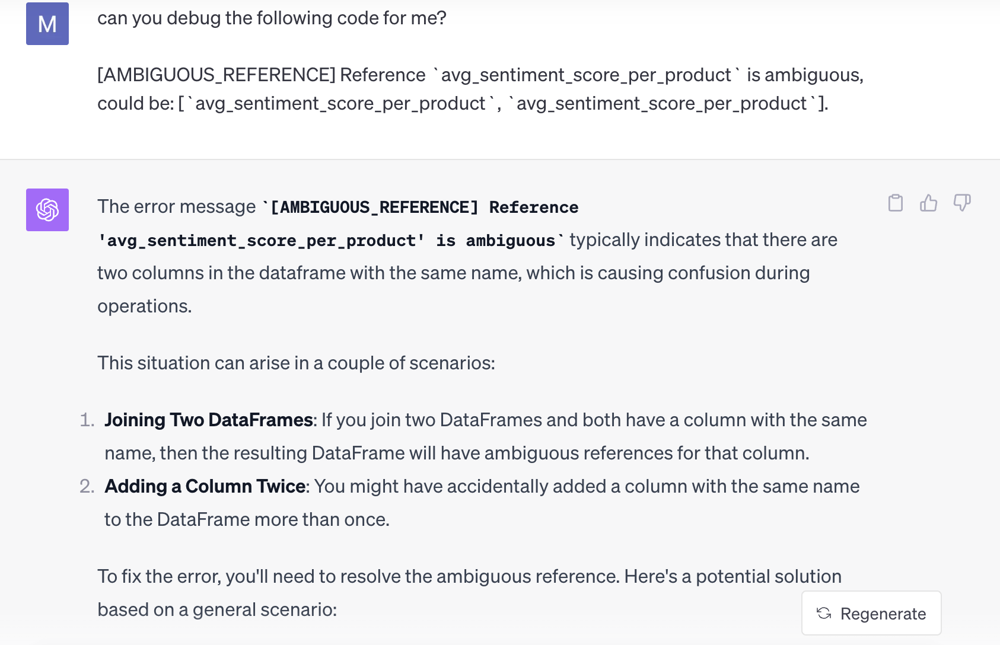 M
can you debug the following code for me?
[AMBIGUOUS_REFERENCE] Reference `avg_sentiment_score_per_product` is ambiguous,
could be: [`avg_sentiment_score_per_product`, `avg_sentiment_score_per_product`].
The error message `[AMBIGUOUS_REFERENCE] Reference
'avg_sentiment_score_per_product' is ambiguous` typically indicates that there are
two columns in the dataframe with the same name, which is causing confusion during
operations.
This situation can arise in a couple of scenarios:
1. Joining Two DataFrames: If you join two DataFrames and both have a column with the same
name, then the resulting DataFrame will have ambiguous references for that column.
2. Adding a Column Twice: You might have accidentally added a column with the same name
to the DataFrame more than once.
To fix the error, you'll need to resolve the ambiguous reference. Here's a potential solution
based on a general scenario:
Regenerate